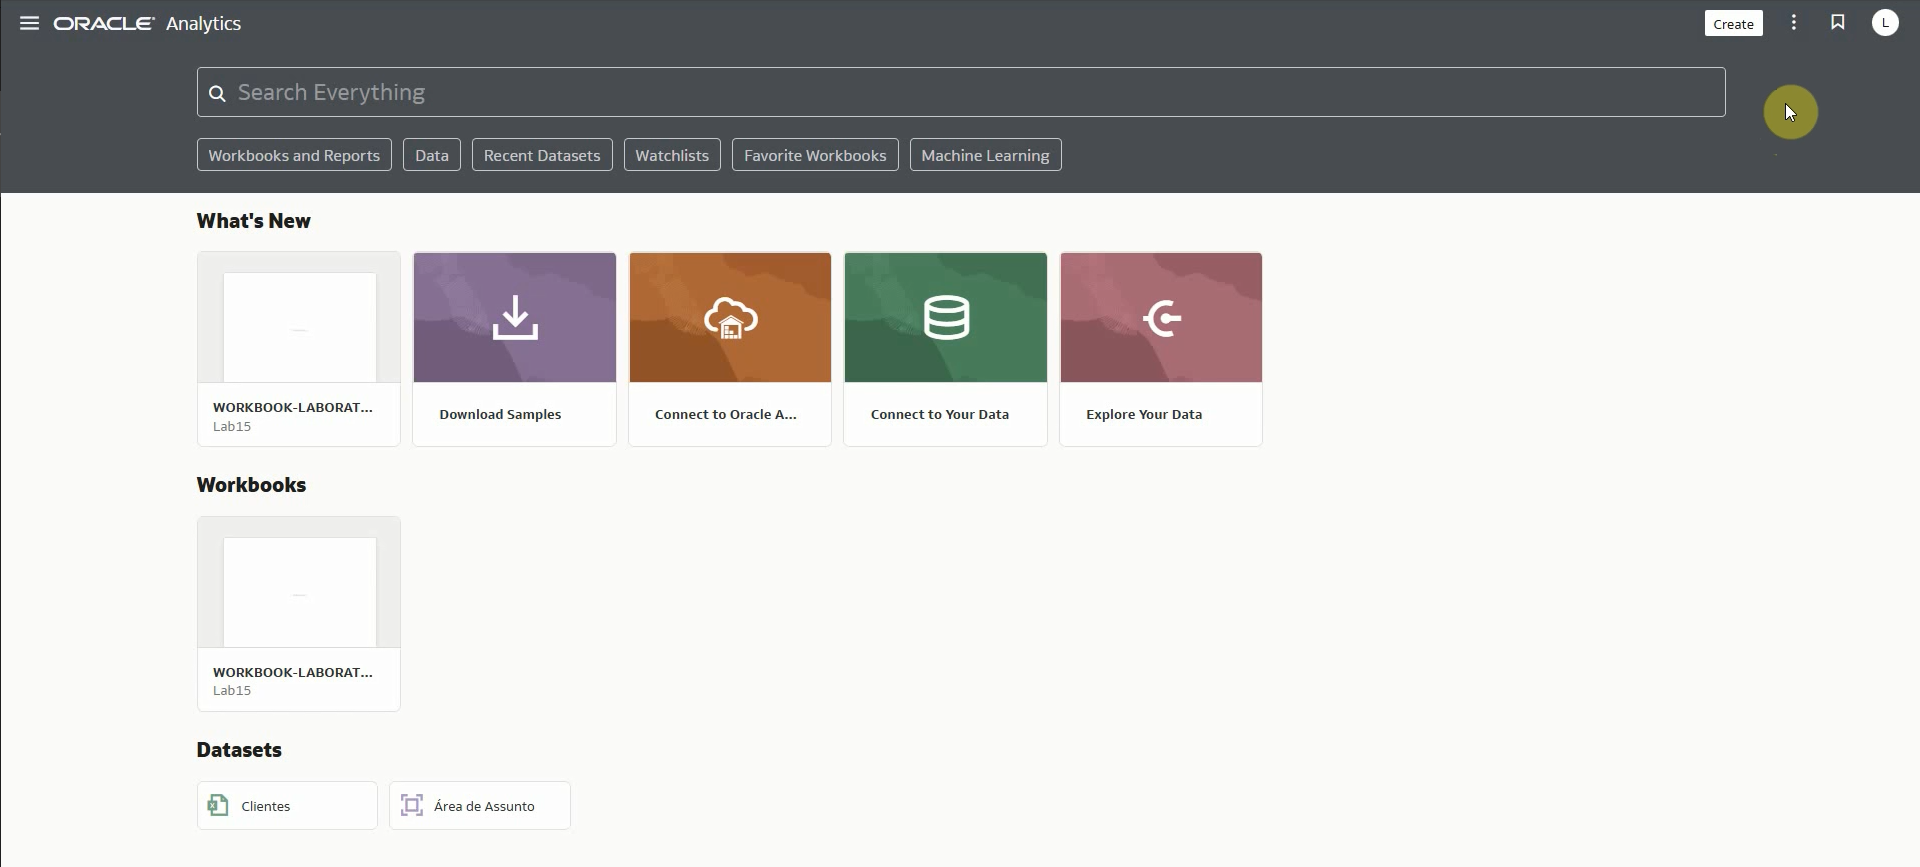 ORACLE Analytics
Create
L
Search Everything
Workbooks and Reports
Data
Recent Datasets
Watchlists
Favorite Workbooks
Machine Learning
What's New
WORKBOOK-LABORAT...
Lab15
Download Samples
Connect to Oracle A...
Connect to Your Data
Explore Your Data
Workbooks
WORKBOOK-LABORAT...
Lab15
Datasets
Clientes
Área de Assunto